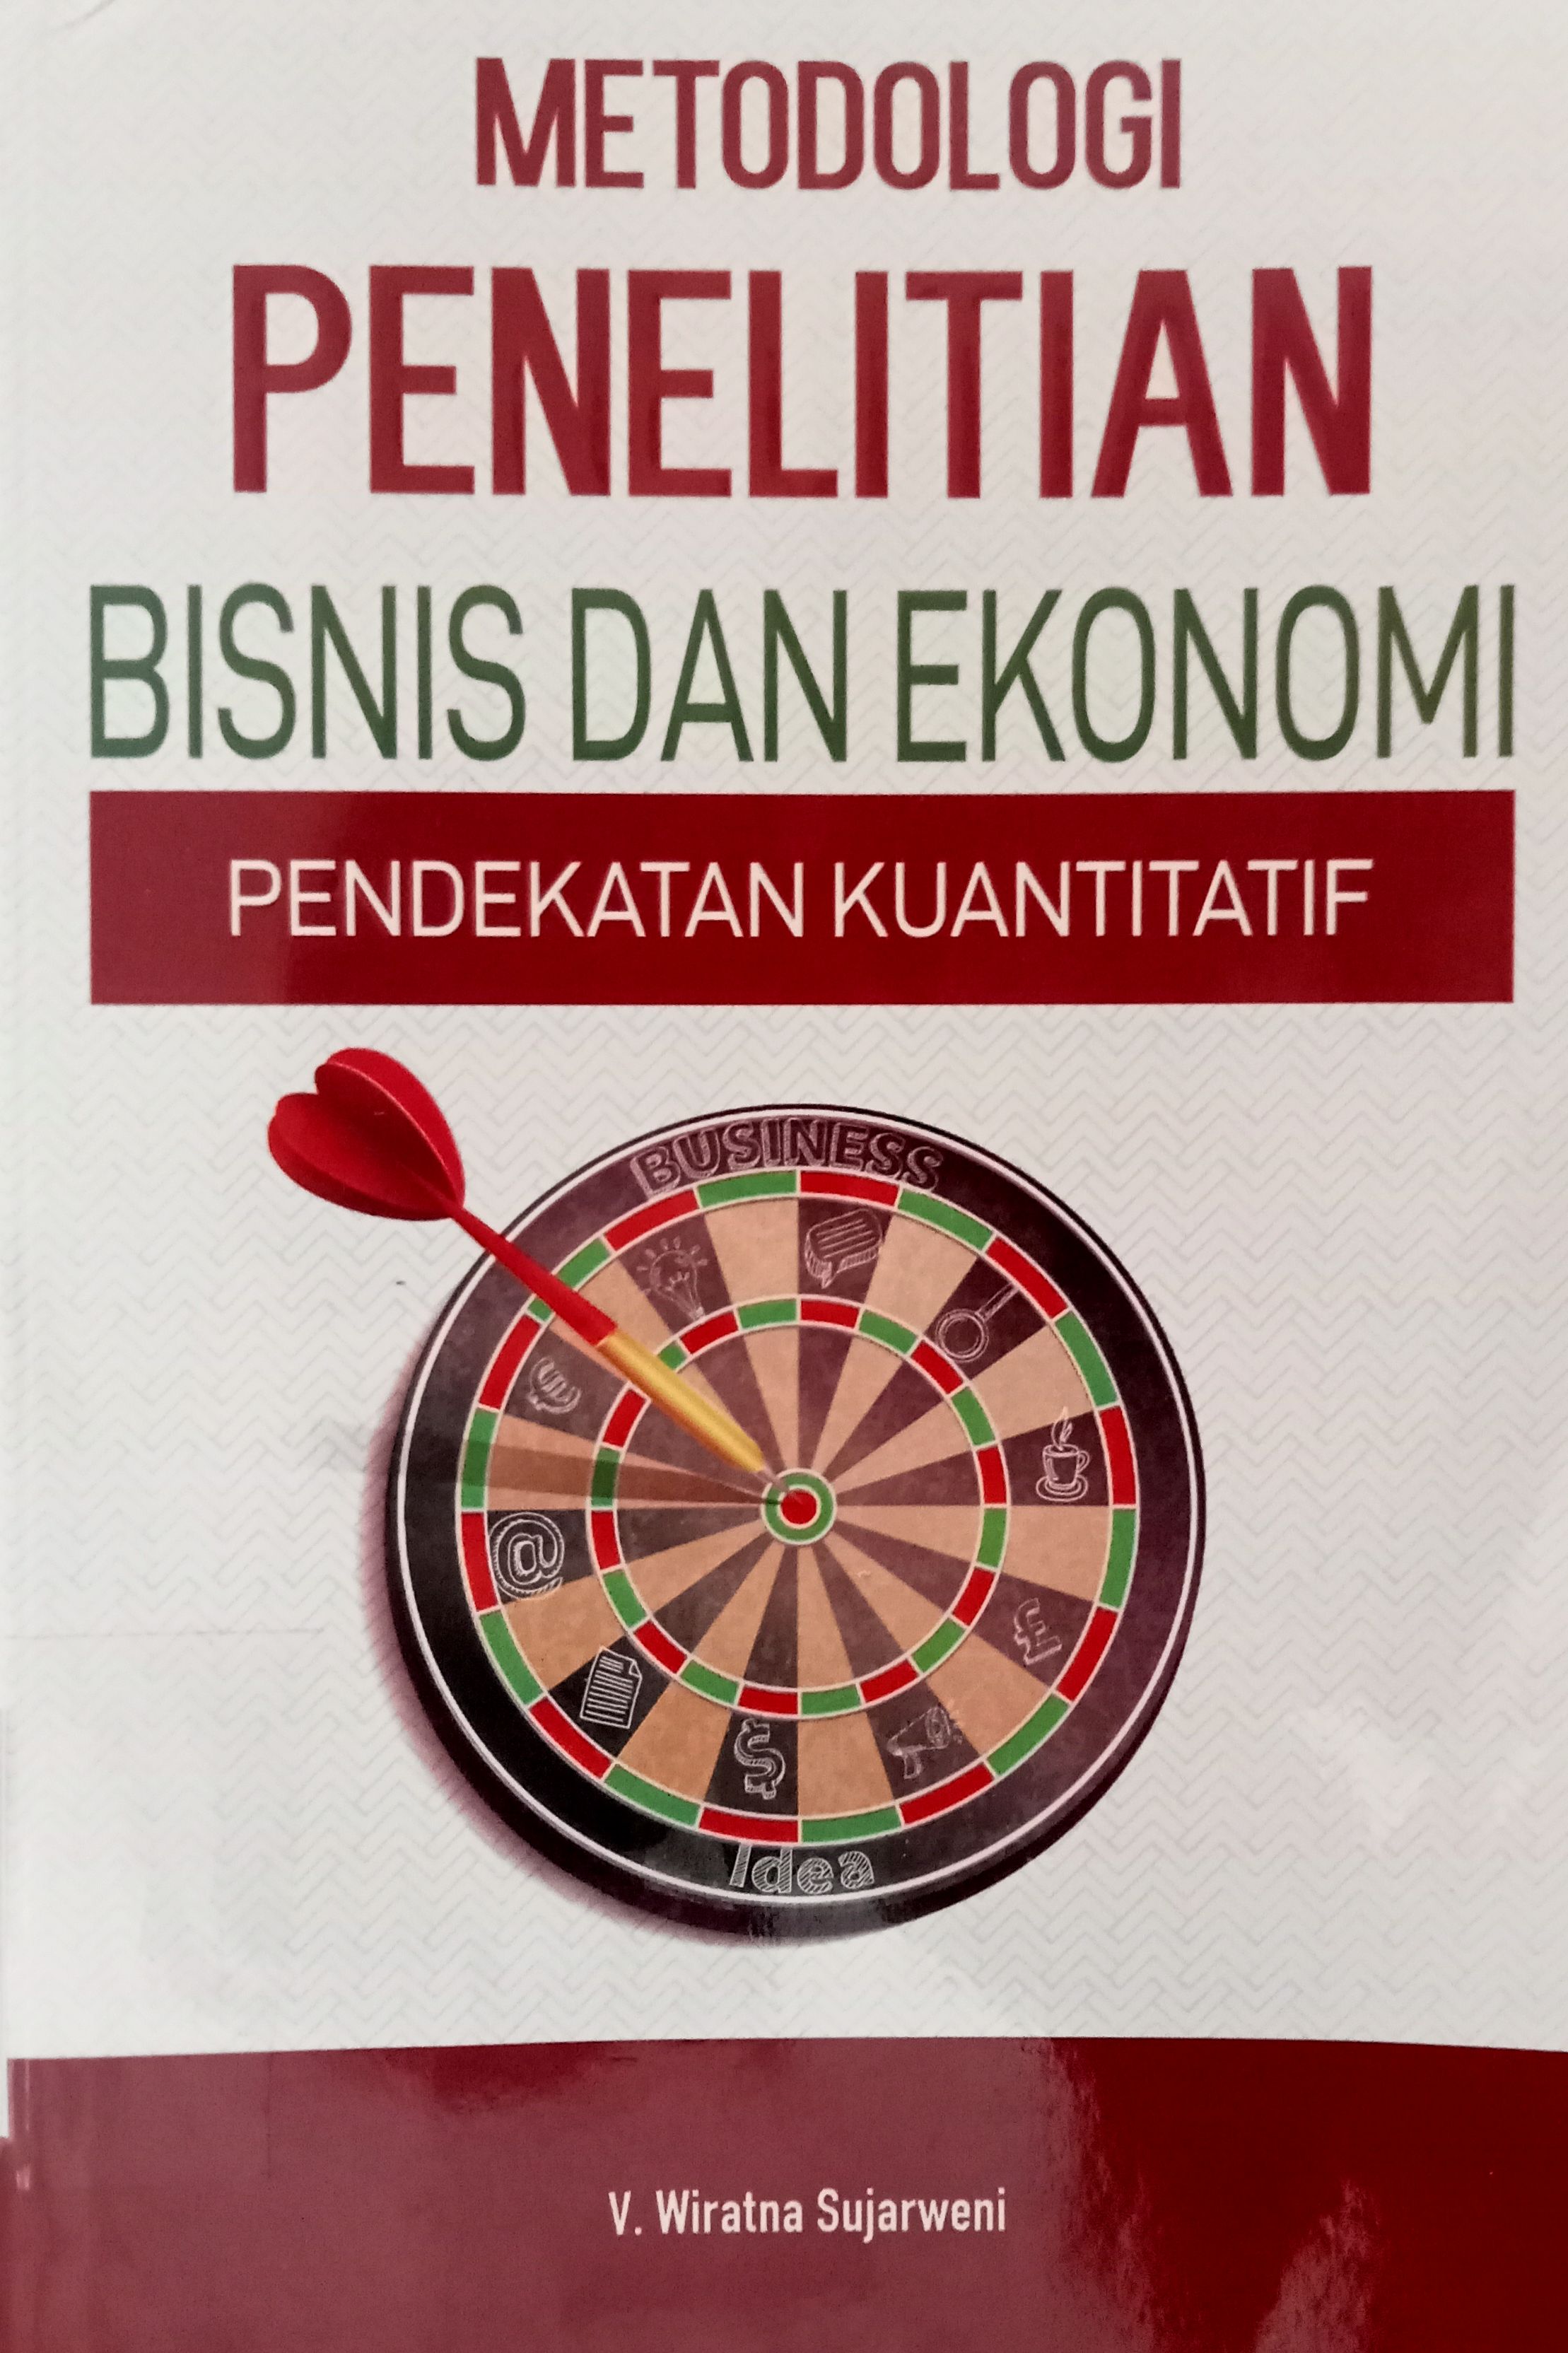 METODOLOGI
PENELITIAN
BISNIS DAN EKONOMI
PENDEKATAN KUANTITATIF
BUSINESS
@
£
$
Idea
V. Wiratna Sujarweni